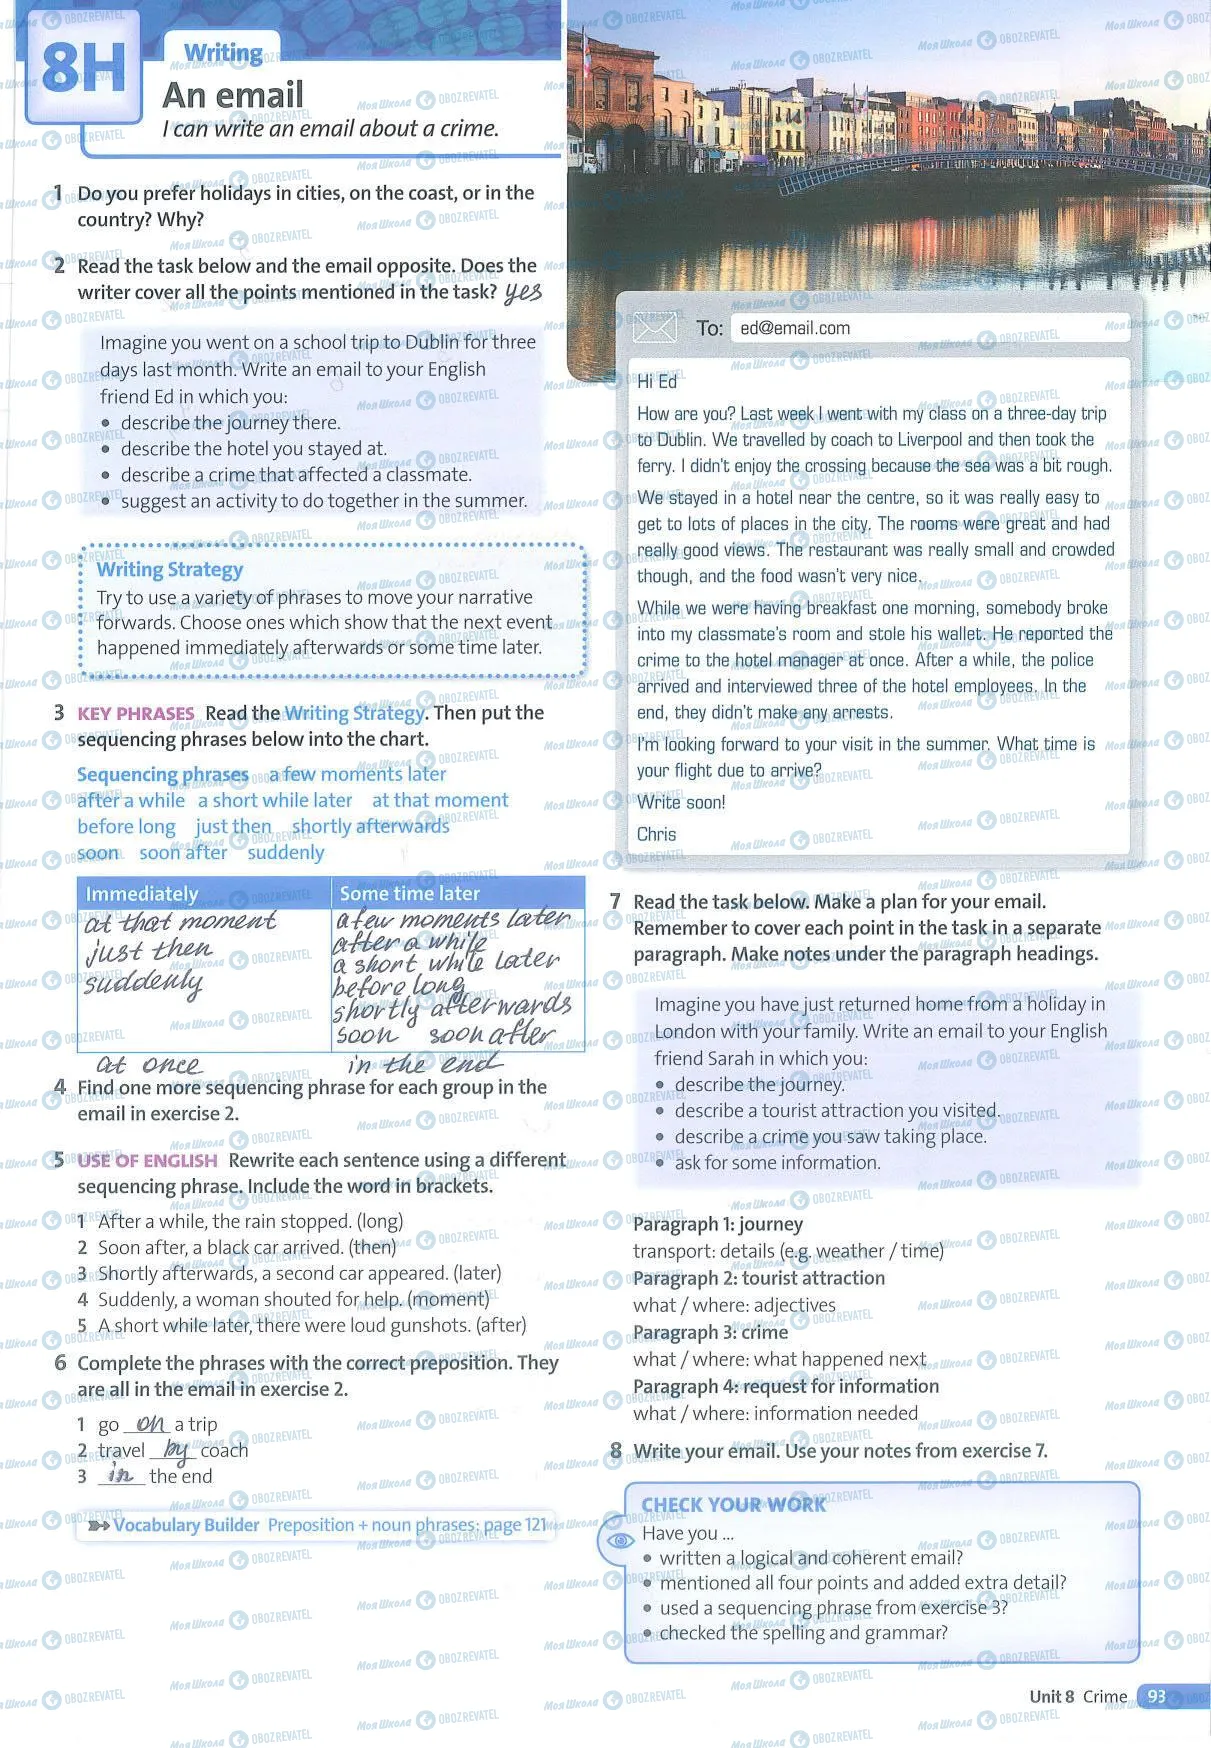 8H
Writing
An email
I can write an email about a crime.
1 Do you prefer holidays in cities, on the coast, or in the
country? Why?
2 Read the task below and the email opposite. Does the
writer cover all the points mentioned in the task? yes
Imagine you went on a school trip to Dublin for three
days last month. Write an email to your English
friend Ed in which you:
• describe the journey there.
• describe the hotel you stayed at.
• describe a crime that affected a classmate.
• suggest an activity to do together in the summer.
Writing Strategy
Try to use a variety of phrases to move your narrative
forwards. Choose ones which show that the next event
happened immediately afterwards or some time later.
3 KEY PHRASES Read the Writing Strategy. Then put the
sequencing phrases below into the chart.
Sequencing phrases a few moments later
after a while a short while later at that moment
before long just then shortly afterwards
soon soon after suddenly
Immediately Some time later
at that moment a few moments later
just then after a while
suddenly a short while later
before long
shortly afterwards
soon soon after
at once in the end
4 Find one more sequencing phrase for each group in the
email in exercise 2.
5 USE OF ENGLISH Rewrite each sentence using a different
sequencing phrase. Include the word in brackets.
1 After a while, the rain stopped. (long)
2 Soon after, a black car arrived. (then)
3 Shortly afterwards, a second car appeared. (later)
4 Suddenly, a woman shouted for help. (moment)
5 A short while later, there were loud gunshots. (after)
6 Complete the phrases with the correct preposition. They
are all in the email in exercise 2.
1 go on a trip
2 travel by coach
3 in the end
Vocabulary Builder Preposition + noun phrases: page 121
To: ed@email.com
Hi Ed
How are you? Last week I went with my class on a three-day trip
to Dublin. We travelled by coach to Liverpool and then took the
ferry. I didn't enjoy the crossing because the sea was a bit rough.
We stayed in a hotel near the centre, so it was really easy to
get to lots of places in the city. The rooms were great and had
really good views. The restaurant was really small and crowded
though, and the food wasn't very nice.
While we were having breakfast one morning, somebody broke
into my classmate's room and stole his wallet. He reported the
crime to the hotel manager at once. After a while, the police
arrived and interviewed three of the hotel employees. In the
end, they didn't make any arrests.
I'm looking forward to your visit in the summer. What time is
your flight due to arrive?
Write soon!
Chris
7 Read the task below. Make a plan for your email.
Remember to cover each point in the task in a separate
paragraph. Make notes under the paragraph headings.
Imagine you have just returned home from a holiday in
London with your family. Write an email to your English
friend Sarah in which you:
• describe the journey.
• describe a tourist attraction you visited.
• describe a crime you saw taking place.
• ask for some information.
Paragraph 1: journey
transport: details (e.g. weather / time)
Paragraph 2: tourist attraction
what / where: adjectives
Paragraph 3: crime
what / where: what happened next
Paragraph 4: request for information
what / where: information needed
8 Write your email. Use your notes from exercise 7.
CHECK YOUR WORK
Have you ...
• written a logical and coherent email?
• mentioned all four points and added extra detail?
• used a sequencing phrase from exercise 3?
• checked the spelling and grammar?
Unit 8 Crime 93